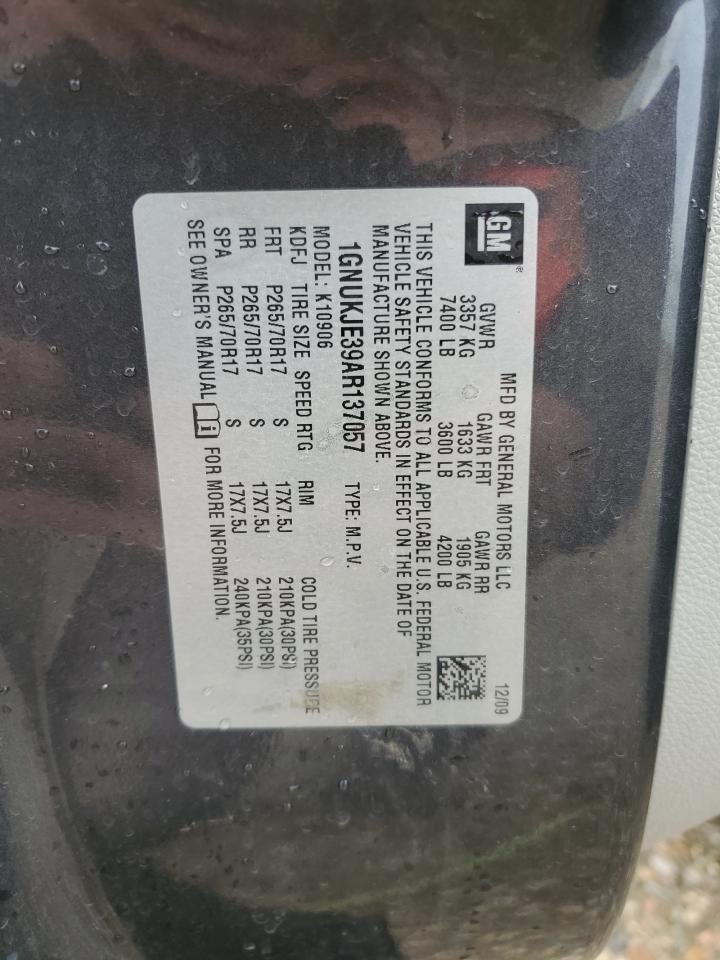 GM
®
MFD BY GENERAL MOTORS LLC 12/09
GVWR GAWR FRT GAWR RR
3357 KG 1633 KG 1905 KG
7400 LB 3600 LB 4200 LB
THIS VEHICLE CONFORMS TO ALL APPLICABLE U.S. FEDERAL MOTOR
VEHICLE SAFETY STANDARDS IN EFFECT ON THE DATE OF
MANUFACTURE SHOWN ABOVE.
1GNUKJE39AR137057 TYPE: M.P.V.
MODEL: K10906
KDFJ TIRE SIZE SPEED RTG RIM COLD TIRE PRESSURE
FRT P265/70R17 S 17X7.5J 210KPA(30PSI)
RR P265/70R17 S 17X7.5J 210KPA(30PSI)
SPA P265/70R17 S 17X7.5J 240KPA(35PSI)
SEE OWNER'S MANUAL FOR MORE INFORMATION.